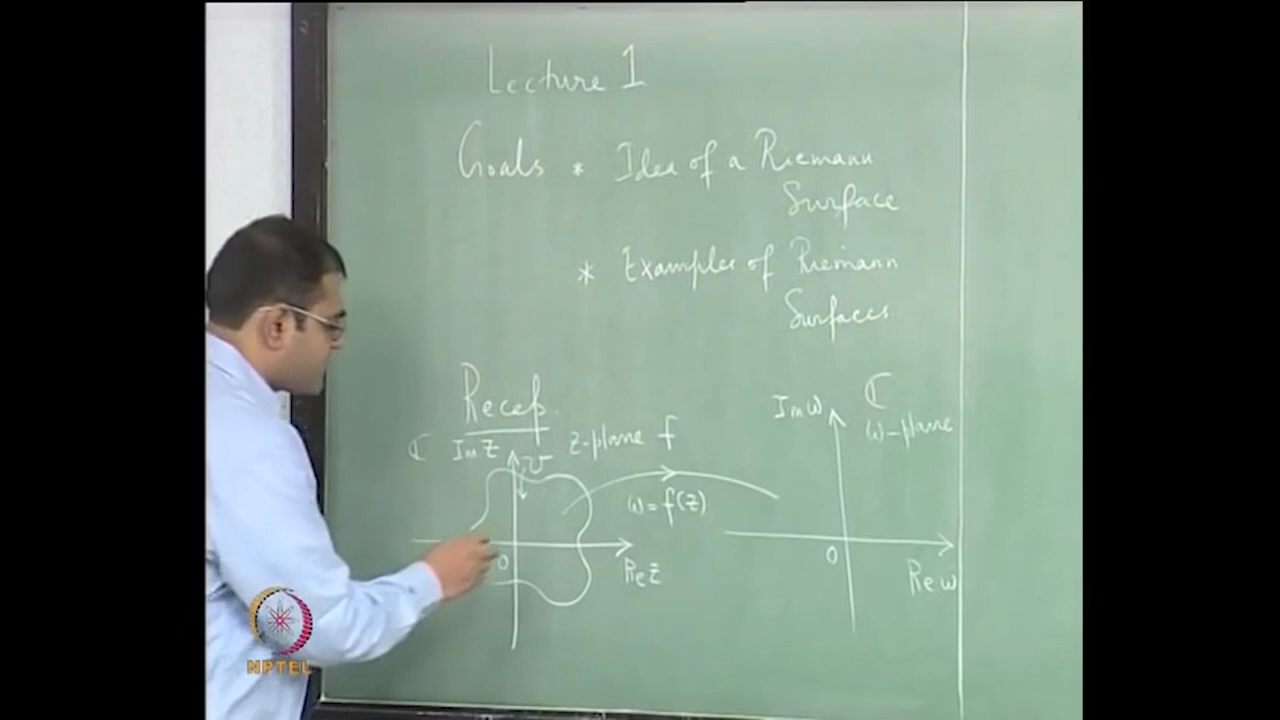 Lecture 1
Goals * Idea of a Riemann
Surface
* Examples of Riemann
Surfaces
Recap.
ℂ Im z z-plane f
Im ω ℂ
ω-plane
U
ω = f(z)
0 Re z
0 Re ω
NPTEL